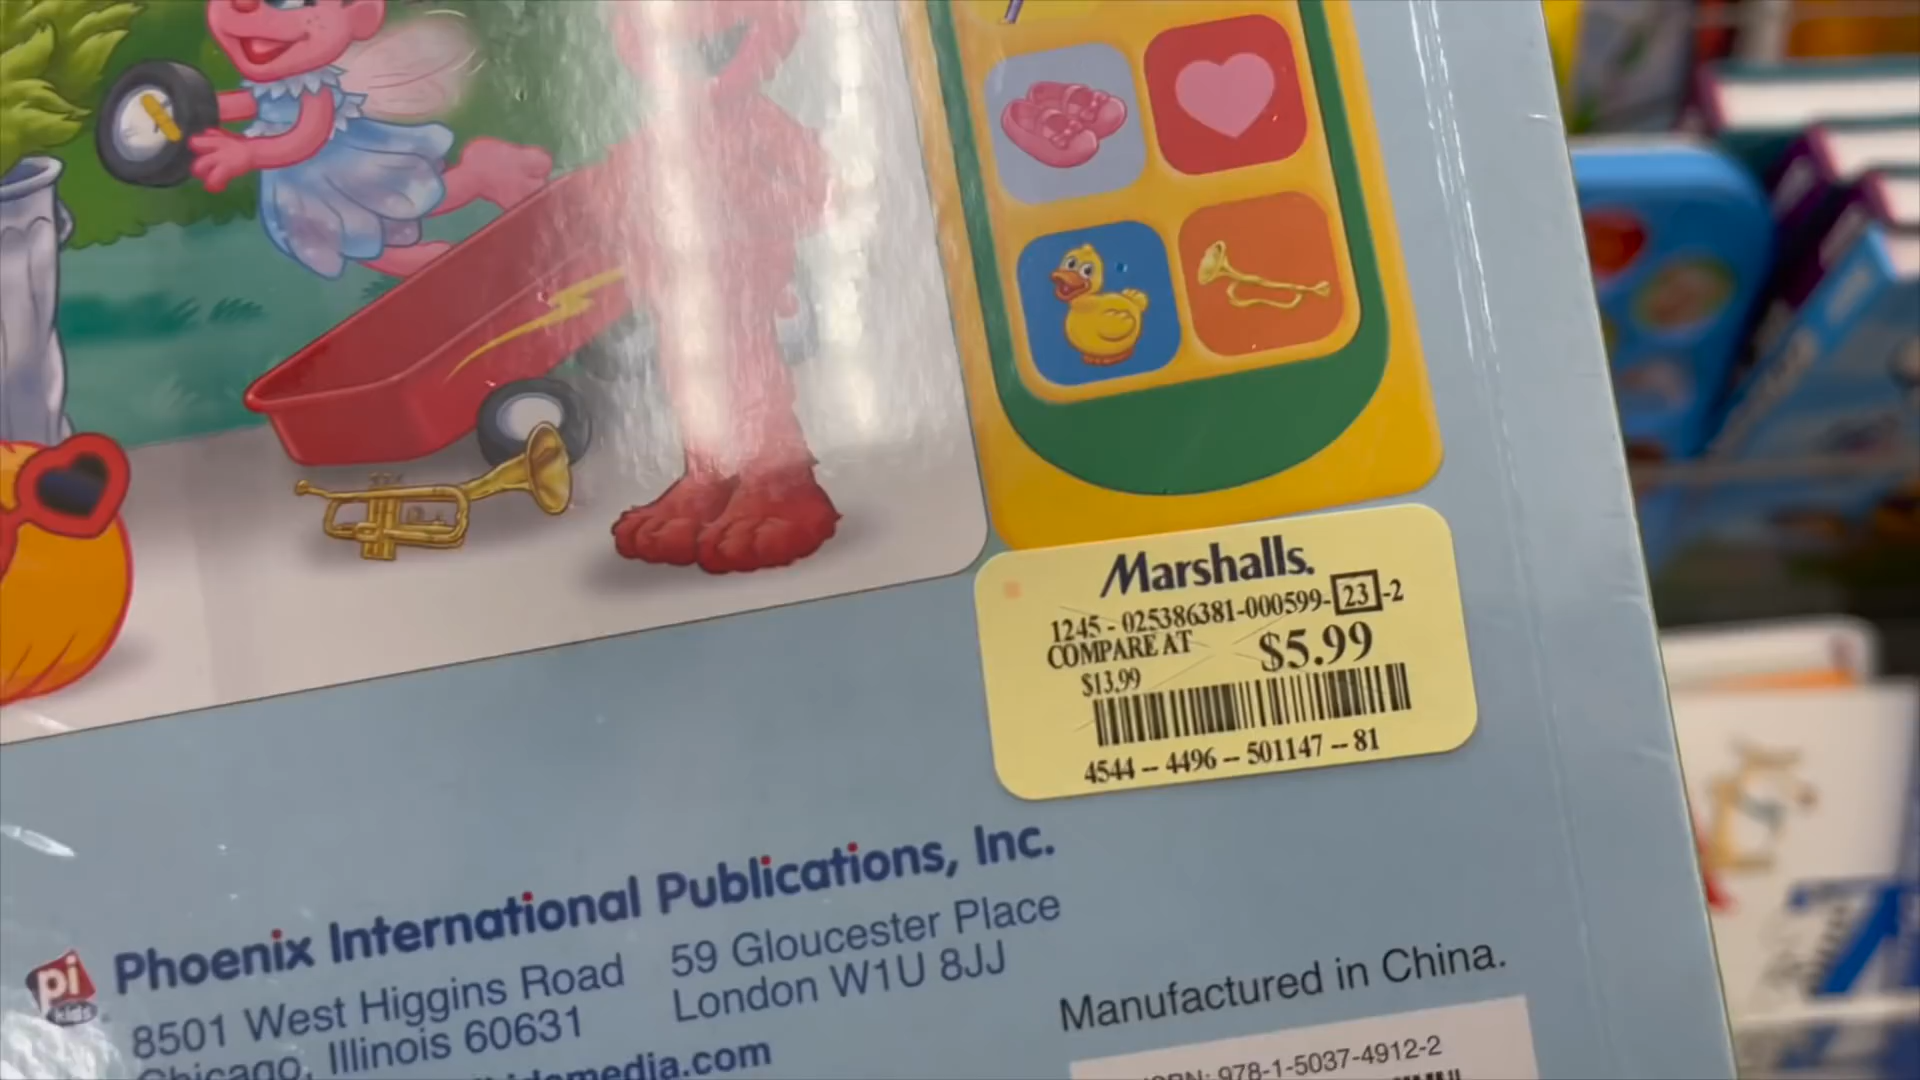 Marshalls.
1245 - 025386381-000599-23-2
COMPARE AT
$5.99
$13.99
4544 – 4496 – 501147 – 81
Phoenix International Publications, Inc.
pi
kids
8501 West Higgins Road
Chicago, Illinois 60631
59 Gloucester Place
London W1U 8JJ
Manufactured in China.
978-1-5037-4912-2